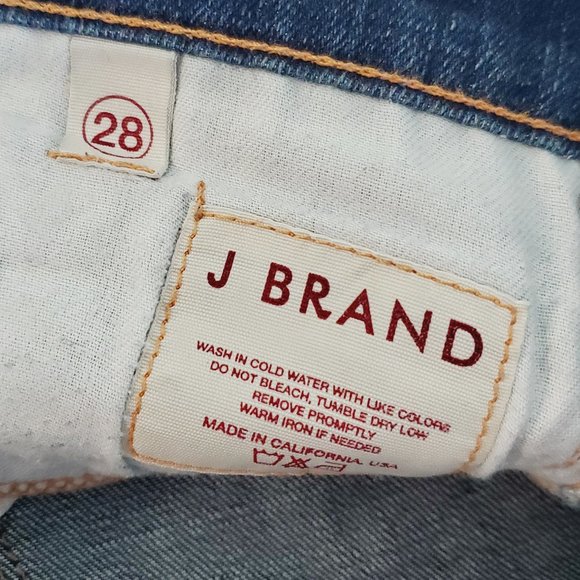 28
J BRAND
WASH IN COLD WATER WITH LIKE COLORS
DO NOT BLEACH, TUMBLE DRY LOW
REMOVE PROMPTLY
WARM IRON IF NEEDED
MADE IN CALIFORNIA, USA